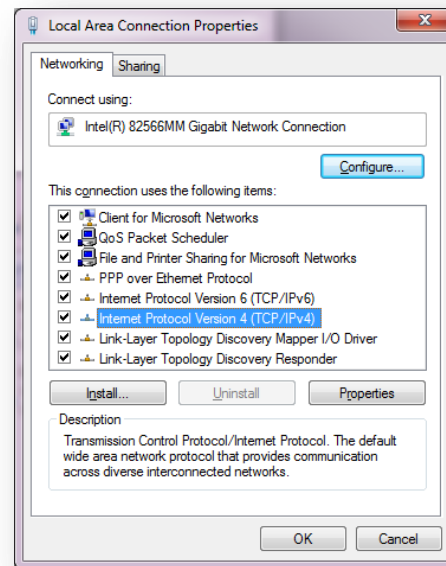 Local Area Connection Properties
Networking
Sharing
Connect using:
Intel(R) 82566MM Gigabit Network Connection
Configure...
This connection uses the following items:
Client for Microsoft Networks
QoS Packet Scheduler
File and Printer Sharing for Microsoft Networks
PPP over Ethernet Protocol
Internet Protocol Version 6 (TCP/IPv6)
Internet Protocol Version 4 (TCP/IPv4)
Link-Layer Topology Discovery Mapper I/O Driver
Link-Layer Topology Discovery Responder
Install...
Uninstall
Properties
Description
Transmission Control Protocol/Internet Protocol. The default
wide area network protocol that provides communication
across diverse interconnected networks.
OK
Cancel